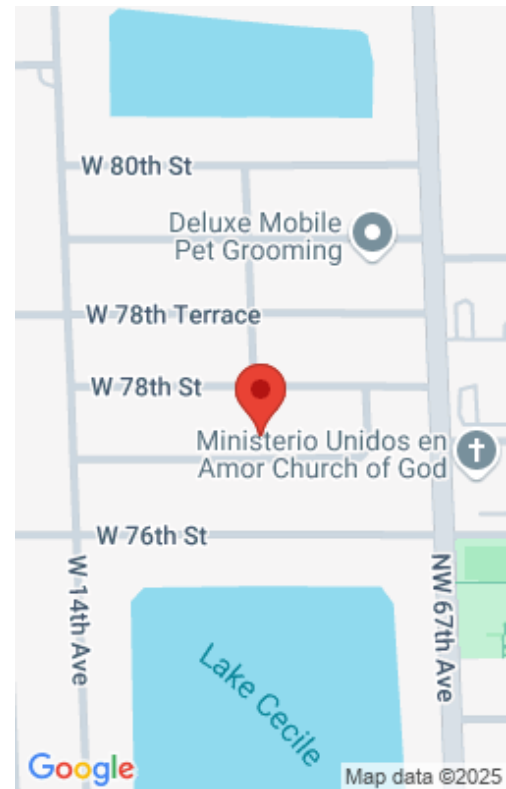 W 80th St
Deluxe Mobile
Pet Grooming
W 78th Terrace
W 78th St
Ministerio Unidos en
Amor Church of God
W 76th St
W 14th Ave
NW 67th Ave
Lake Cecile
Google
Map data ©2025